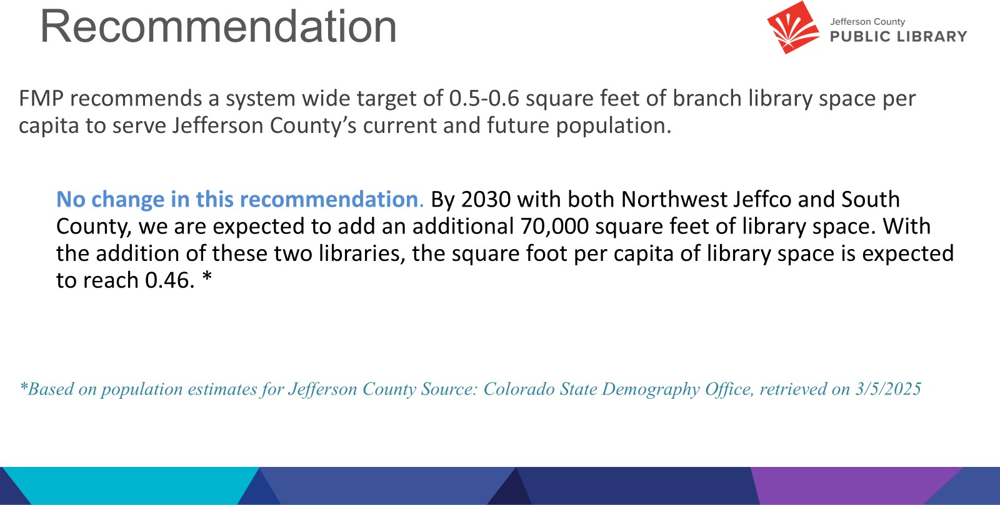 Recommendation
Jefferson County
PUBLIC LIBRARY
FMP recommends a system wide target of 0.5-0.6 square feet of branch library space per
capita to serve Jefferson County’s current and future population.
No change in this recommendation. By 2030 with both Northwest Jeffco and South
County, we are expected to add an additional 70,000 square feet of library space. With
the addition of these two libraries, the square foot per capita of library space is expected
to reach 0.46. *
*Based on population estimates for Jefferson County Source: Colorado State Demography Office, retrieved on 3/5/2025